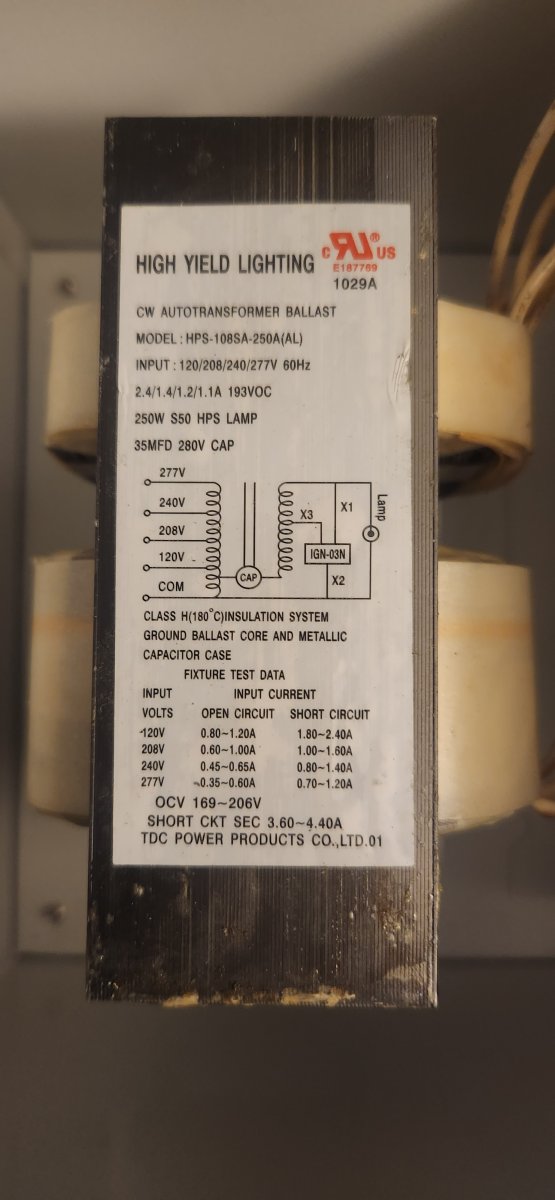 HIGH YIELD LIGHTING
C RU® US
E187769
1029A
CW AUTOTRANSFORMER BALLAST
MODEL : HPS-108SA-250A(AL)
INPUT : 120/208/240/277V 60Hz
2.4/1.4/1.2/1.1A 193VOC
250W S50 HPS LAMP
35MFD 280V CAP
277V
240V
208V
120V
COM
CAP
X3
X1
IGN-03N
X2
Lamp
CLASS H(180°C)INSULATION SYSTEM
GROUND BALLAST CORE AND METALLIC
CAPACITOR CASE
FIXTURE TEST DATA
INPUT INPUT CURRENT
VOLTS OPEN CIRCUIT SHORT CIRCUIT
120V 0.80~1.20A 1.80~2.40A
208V 0.60~1.00A 1.00~1.60A
240V 0.45~0.65A 0.80~1.40A
277V 0.35~0.60A 0.70~1.20A
OCV 169~206V
SHORT CKT SEC 3.60~4.40A
TDC POWER PRODUCTS CO.,LTD.01